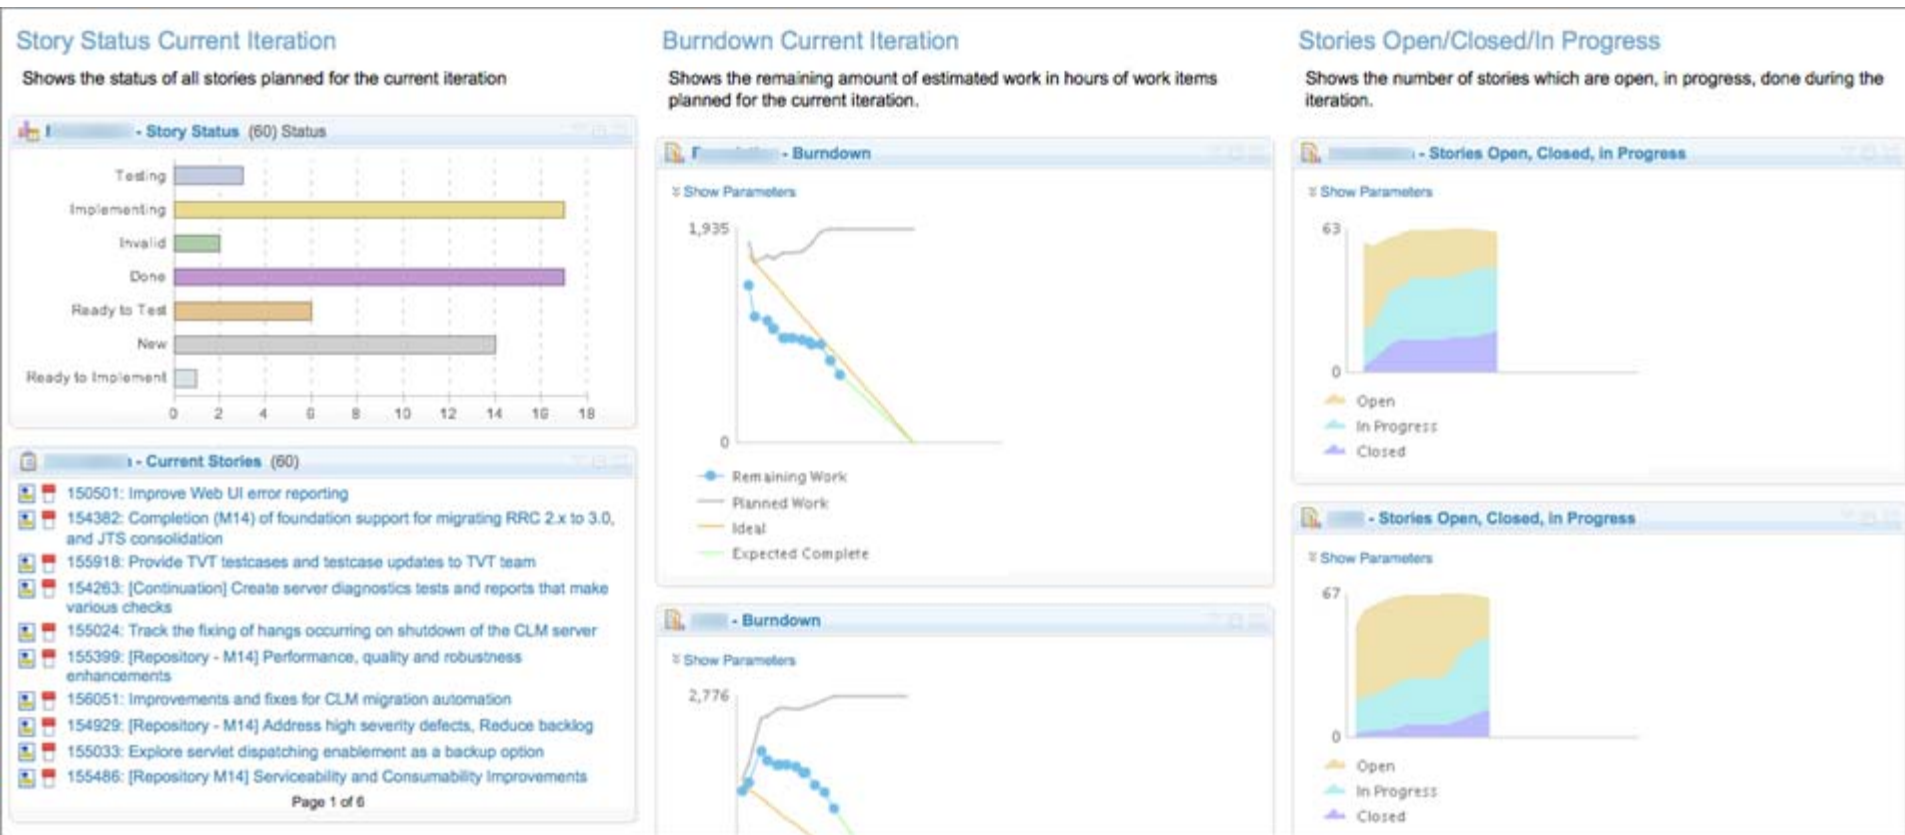 Story Status Current Iteration
Shows the status of all stories planned for the current iteration
- Story Status (60) Status
Testing
Implementing
Invalid
Done
Ready to Test
New
Ready to Implement
0 2 4 6 8 10 12 14 16 18
- Current Stories (60)
150501: Improve Web UI error reporting
154382: Completion (M14) of foundation support for migrating RRC 2.x to 3.0,
and JTS consolidation
155918: Provide TVT testcases and testcase updates to TVT team
154263: [Continuation] Create server diagnostics tests and reports that make
various checks
155024: Track the fixing of hangs occurring on shutdown of the CLM server
155399: [Repository - M14] Performance, quality and robustness
enhancements
156051: Improvements and fixes for CLM migration automation
154929: [Repository - M14] Address high severity defects, Reduce backlog
155033: Explore servlet dispatching enablement as a backup option
155486: [Repository M14] Serviceability and Consumability Improvements
Page 1 of 6
Burndown Current Iteration
Shows the remaining amount of estimated work in hours of work items
planned for the current iteration.
- Burndown
Show Parameters
1,935
0
Remaining Work
Planned Work
Ideal
Expected Complete
- Burndown
Show Parameters
2,776
Stories Open/Closed/In Progress
Shows the number of stories which are open, in progress, done during the
iteration.
- Stories Open, Closed, in Progress
Show Parameters
63
0
Open
In Progress
Closed
- Stories Open, Closed, in Progress
Show Parameters
67
0
Open
In Progress
Closed